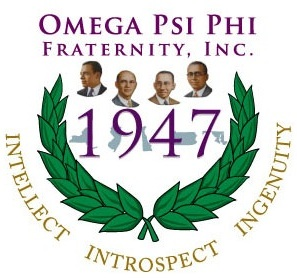 OMEGA PSI PHI
FRATERNITY, INC.
1947
INTELLECT
INTROSPECT
INGENUITY